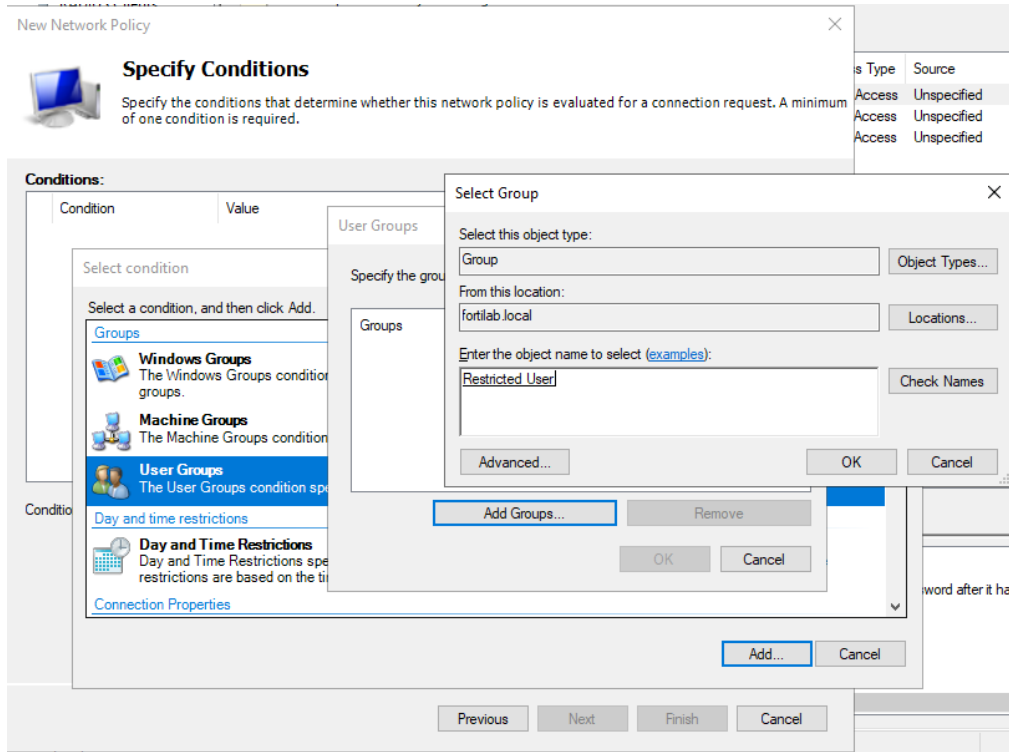 New Network Policy
Specify Conditions
Specify the conditions that determine whether this network policy is evaluated for a connection request. A minimum
of one condition is required.
s Type Source
Access Unspecified
Access Unspecified
Access Unspecified
Conditions:
Condition Value
Select condition
Select a condition, and then click Add.
Groups
Windows Groups
The Windows Groups condition
groups.
Machine Groups
The Machine Groups condition
User Groups
The User Groups condition spe
Day and time restrictions
Day and Time Restrictions
Day and Time Restrictions spe
restrictions are based on the ti
Connection Properties
Add... Cancel
Conditio
User Groups
Specify the grou
Groups
Add Groups... Remove
OK Cancel
Select Group
Select this object type:
Group Object Types...
From this location:
fortilab.local Locations...
Enter the object name to select (examples):
Restricted User Check Names
Advanced... OK Cancel
sword after it ha
Previous Next Finish Cancel